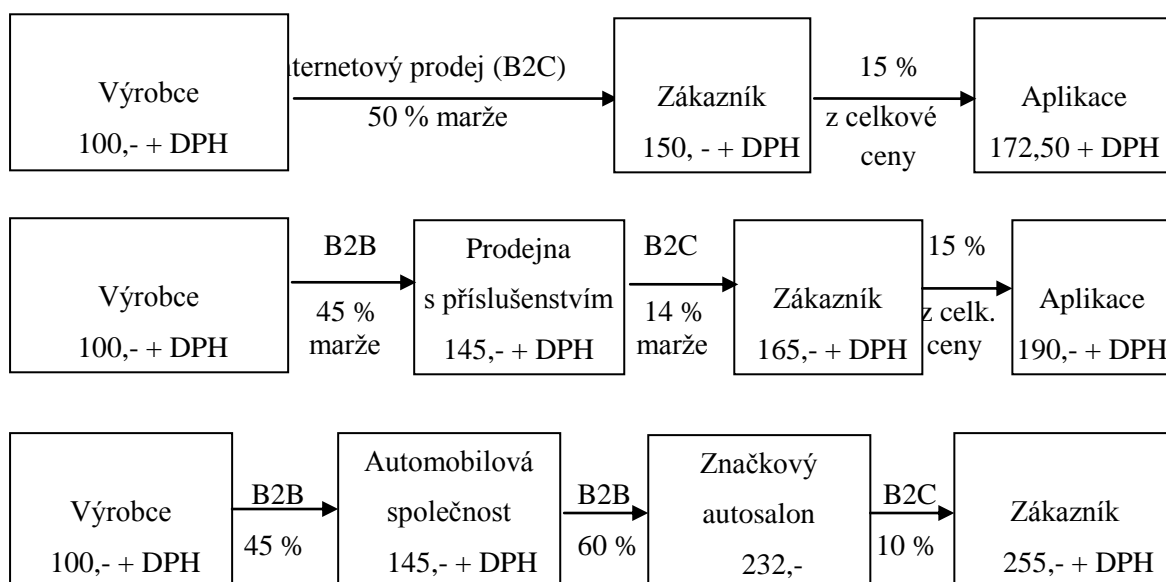 nternetový prodej (B2C)
50 % marže
15 %
z celkové
ceny
Výrobce
100,- + DPH
Zákazník
150, - + DPH
Aplikace
172,50 + DPH
B2B
45 %
marže
Prodejna
s příslušenstvím
145,- + DPH
B2C
14 %
marže
15 %
z celk.
ceny
Výrobce
100,- + DPH
Zákazník
165,- + DPH
Aplikace
190,- + DPH
Výrobce
100,- + DPH
B2B
45 %
Automobilová
společnost
145,- + DPH
B2B
60 %
Značkový
autosalon
232,-
B2C
10 %
Zákazník
255,- + DPH